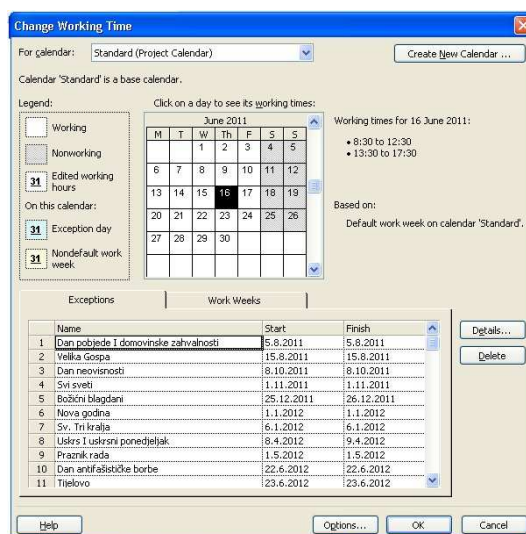 Change Working Time
For calendar: Standard (Project Calendar) Create New Calendar ...
Calendar 'Standard' is a base calendar.
Legend: Click on a day to see its working times:
Working
Nonworking
31 Edited working hours
On this calendar:
31 Exception day
31 Nondefault work week
June 2011
M T W Th F S S
1 2 3 4 5
6 7 8 9 10 11 12
13 14 15 16 17 18 19
20 21 22 23 24 25 26
27 28 29 30
Working times for 16 June 2011:
• 8:30 to 12:30
• 13:30 to 17:30
Based on:
Default work week on calendar 'Standard'.
Exceptions Work Weeks
Name Start Finish
1 Dan pobjede I domovinske zahvalnosti 5.8.2011 5.8.2011
2 Velika Gospa 15.8.2011 15.8.2011
3 Dan neovisnosti 8.10.2011 8.10.2011
4 Svi sveti 1.11.2011 1.11.2011
5 Božićni blagdani 25.12.2011 26.12.2011
6 Nova godina 1.1.2012 1.1.2012
7 Sv. Tri kralja 6.1.2012 6.1.2012
8 Uskrs I uskrsni ponedjeljak 8.4.2012 9.4.2012
9 Praznik rada 1.5.2012 1.5.2012
10 Dan antifašističke borbe 22.6.2012 22.6.2012
11 Tijelovo 23.6.2012 23.6.2012
Details...
Delete
Help Options... OK Cancel